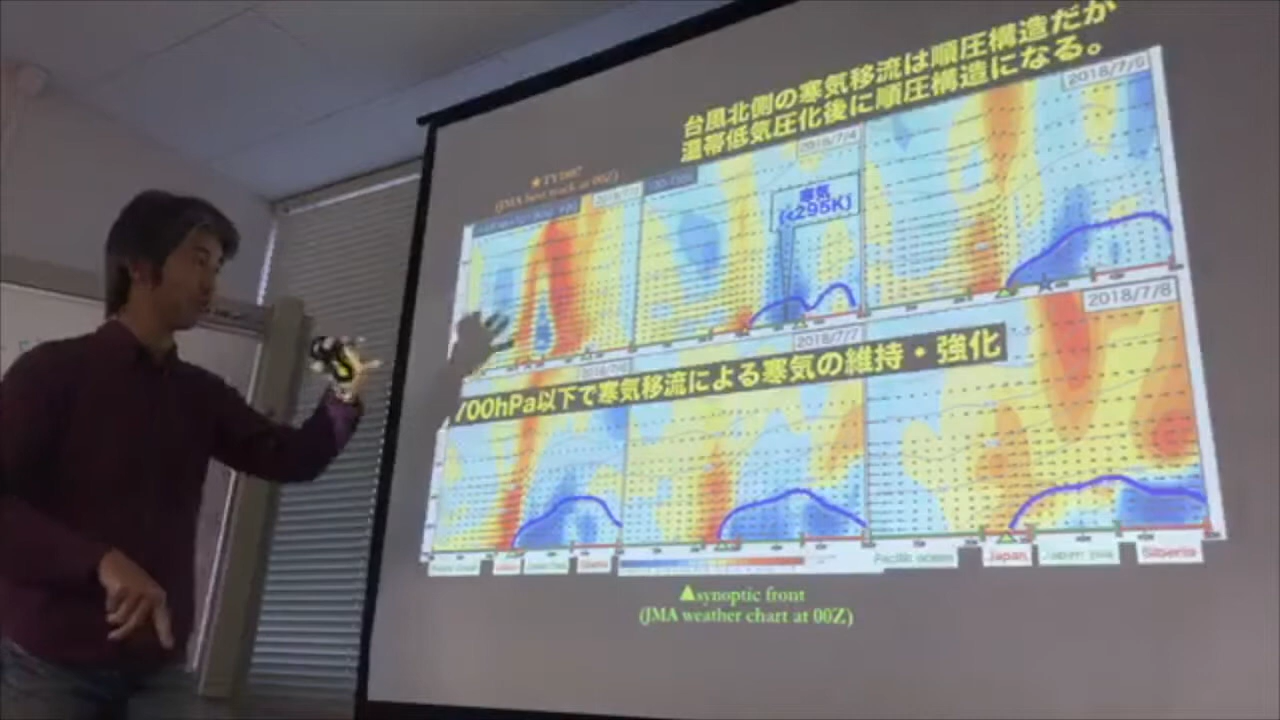 台風北側の寒気移流は順圧構造だが
温帯低気圧化後に順圧構造になる。
(JMA best track at 00Z)
2018/7/4
2018/7/5
寒気
(<295K)
2018/7/6
2018/7/7
2018/7/8
700hPa以下で寒気移流による寒気の維持・強化
Pacific ocean
Japan
Siberia
▲synoptic front
(JMA weather chart at 00Z)